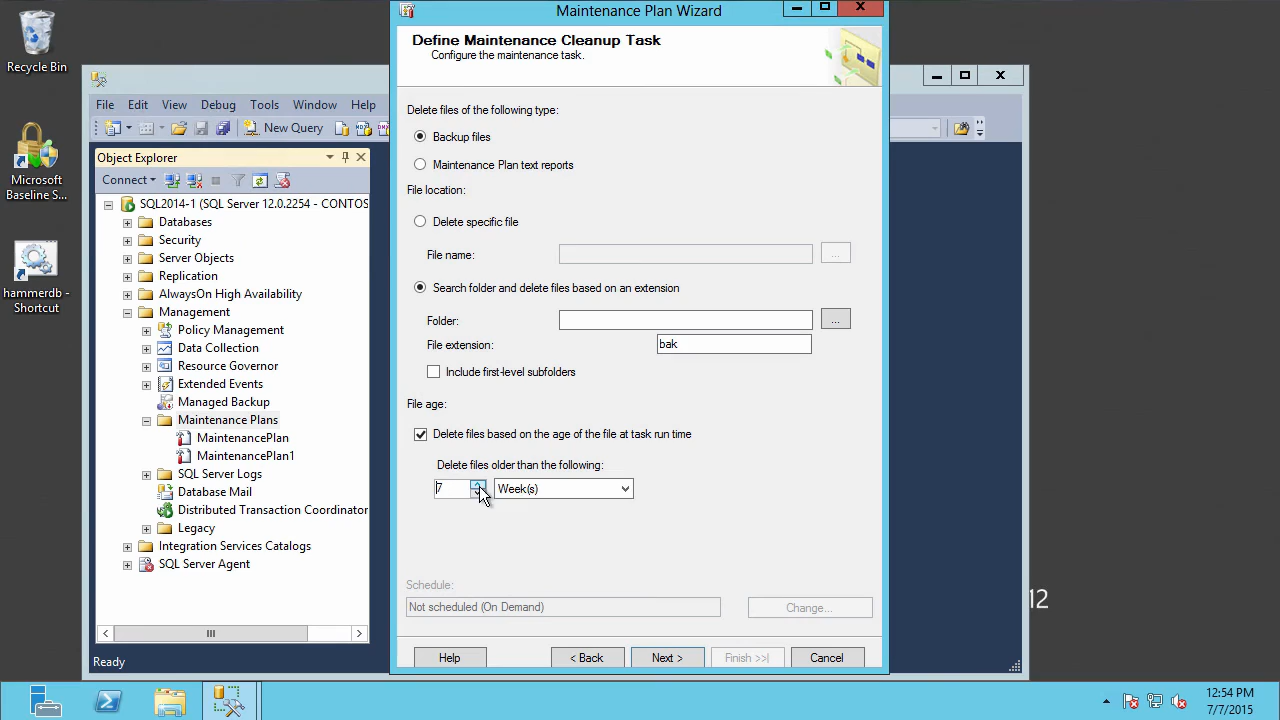 Maintenance Plan Wizard
Define Maintenance Cleanup Task
Configure the maintenance task.
Recycle Bin
Microsoft
Baseline S...
hammerdb -
Shortcut
File Edit View Debug Tools Window Help
New Query
Object Explorer
Connect
SQL2014-1 (SQL Server 12.0.2254 - CONTOS
Databases
Security
Server Objects
Replication
AlwaysOn High Availability
Management
Policy Management
Data Collection
Resource Governor
Extended Events
Managed Backup
Maintenance Plans
MaintenancePlan
MaintenancePlan1
SQL Server Logs
Database Mail
Distributed Transaction Coordinator
Legacy
Integration Services Catalogs
SQL Server Agent
Ready
Delete files of the following type:
Backup files
Maintenance Plan text reports
File location:
Delete specific file
File name:
...
Search folder and delete files based on an extension
Folder:
...
File extension: bak
Include first-level subfolders
File age:
Delete files based on the age of the file at task run time
Delete files older than the following:
7 Week(s)
Schedule:
Not scheduled (On Demand) Change...
Help < Back Next > Finish >>| Cancel
12
12:54 PM
7/7/2015